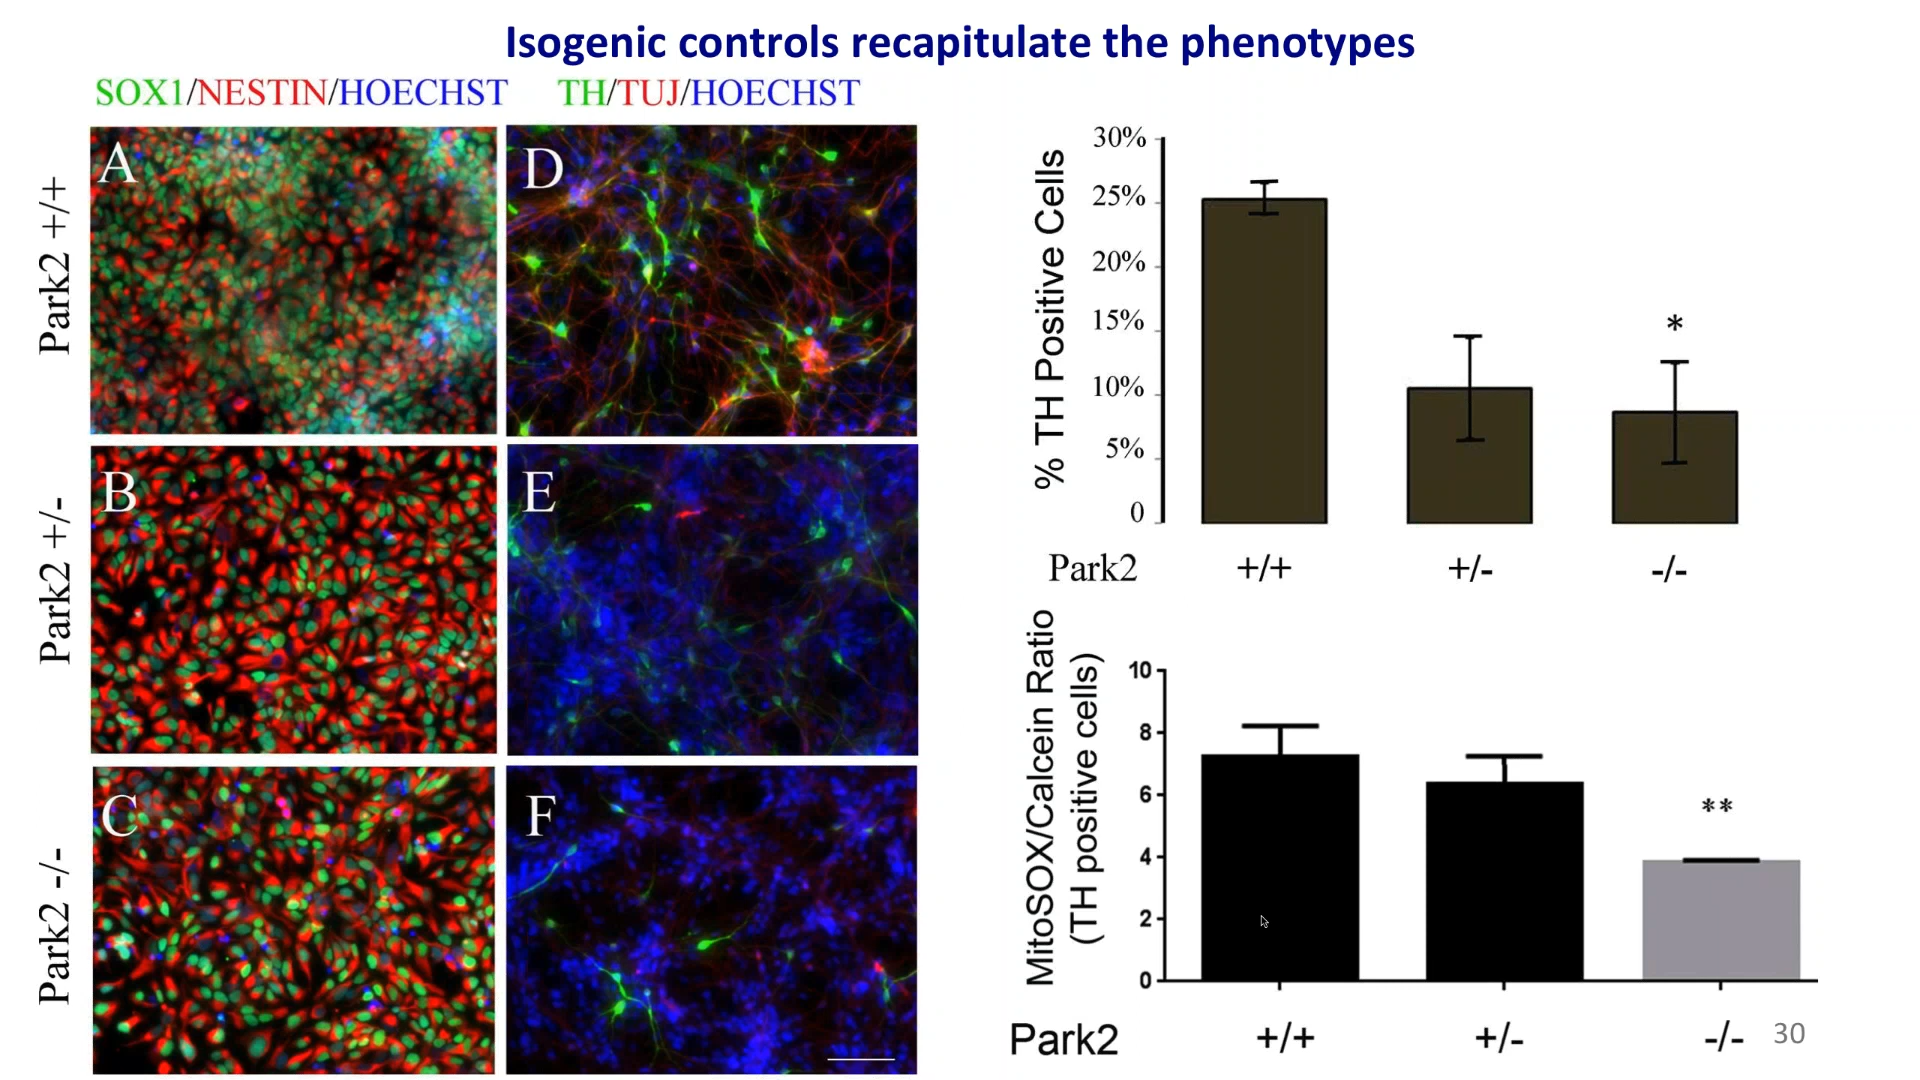 Isogenic controls recapitulate the phenotypes
SOX1/NESTIN/HOECHST
TH/TUJ/HOECHST
Park2 +/+
A
D
Park2 +/-
B
E
Park2 -/-
C
F
% TH Positive Cells
30%
25%
20%
15%
10%
5%
0
*
Park2 +/+ +/- -/-
MitoSOX/Calcein Ratio
(TH positive cells)
10
8
6
4
2
0
**
Park2 +/+ +/- -/-
30